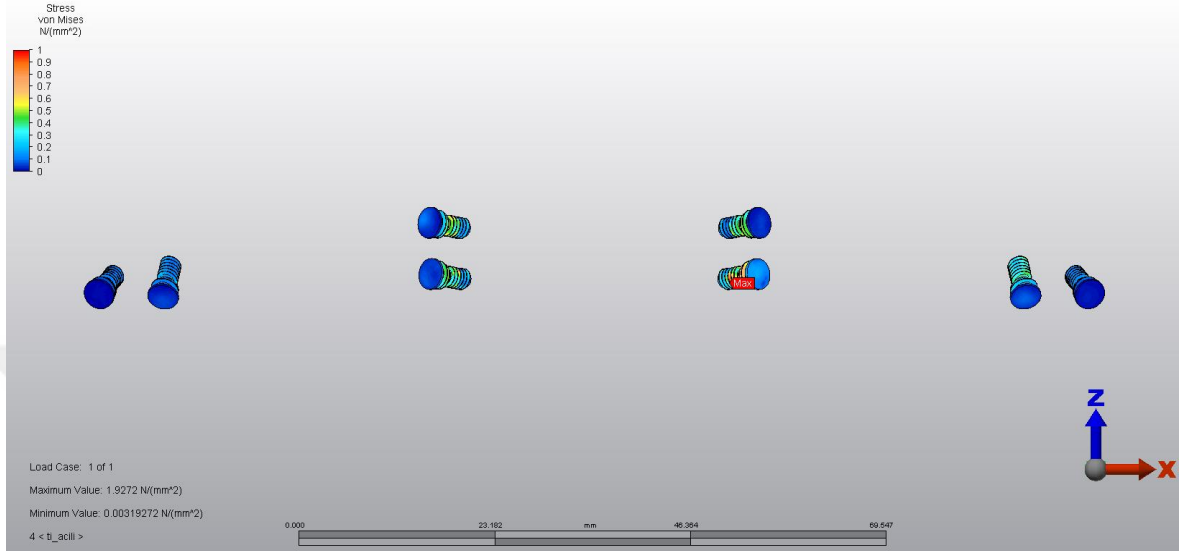 Stress
von Mises
N/(mm^2)
1
0.9
0.8
0.7
0.6
0.5
0.4
0.3
0.2
0.1
0
Max
Z
X
Load Case: 1 of 1
Maximum Value: 1.9272 N/(mm^2)
Minimum Value: 0.00319272 N/(mm^2)
0.000 23.182 mm 46.364 69.547
4 < ti_acili >